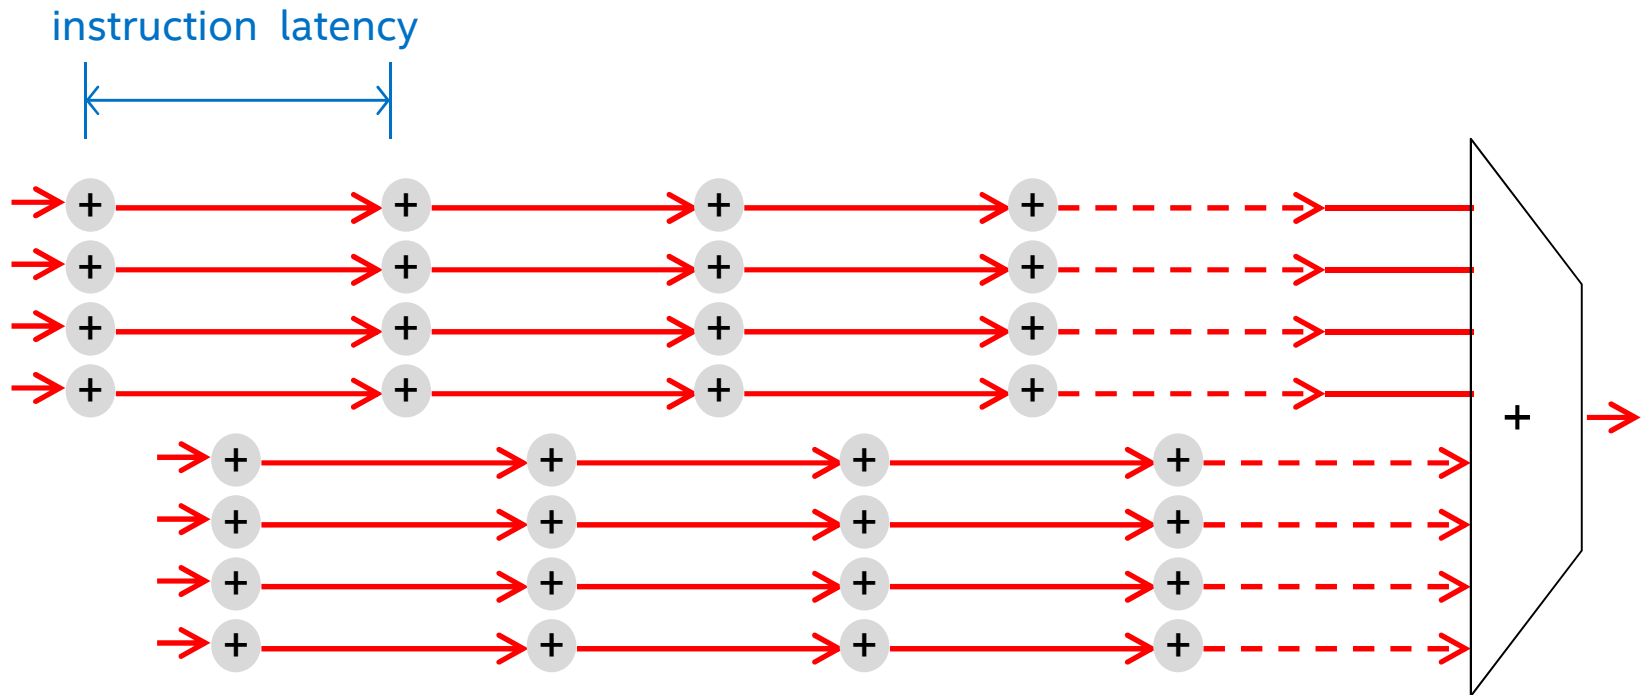 instruction latency
+ + + +
+ + + +
+ + + +
+ + + +
+
+ + + +
+ + + +
+ + + +
+ + + +